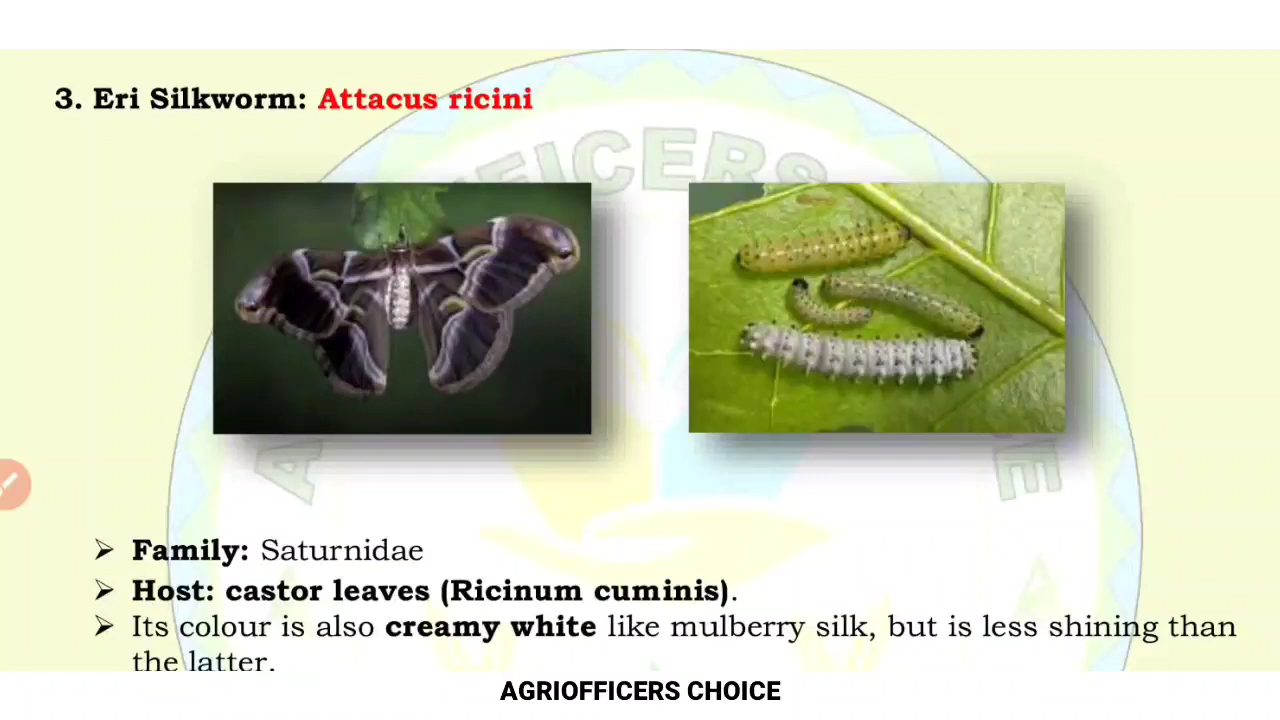 3. Eri Silkworm: Attacus ricini
FFICERS
A
E
➢ Family: Saturnidae
➢ Host: castor leaves (Ricinum cuminis).
➢ Its colour is also creamy white like mulberry silk, but is less shining than
the latter.
AGRIOFFICERS CHOICE